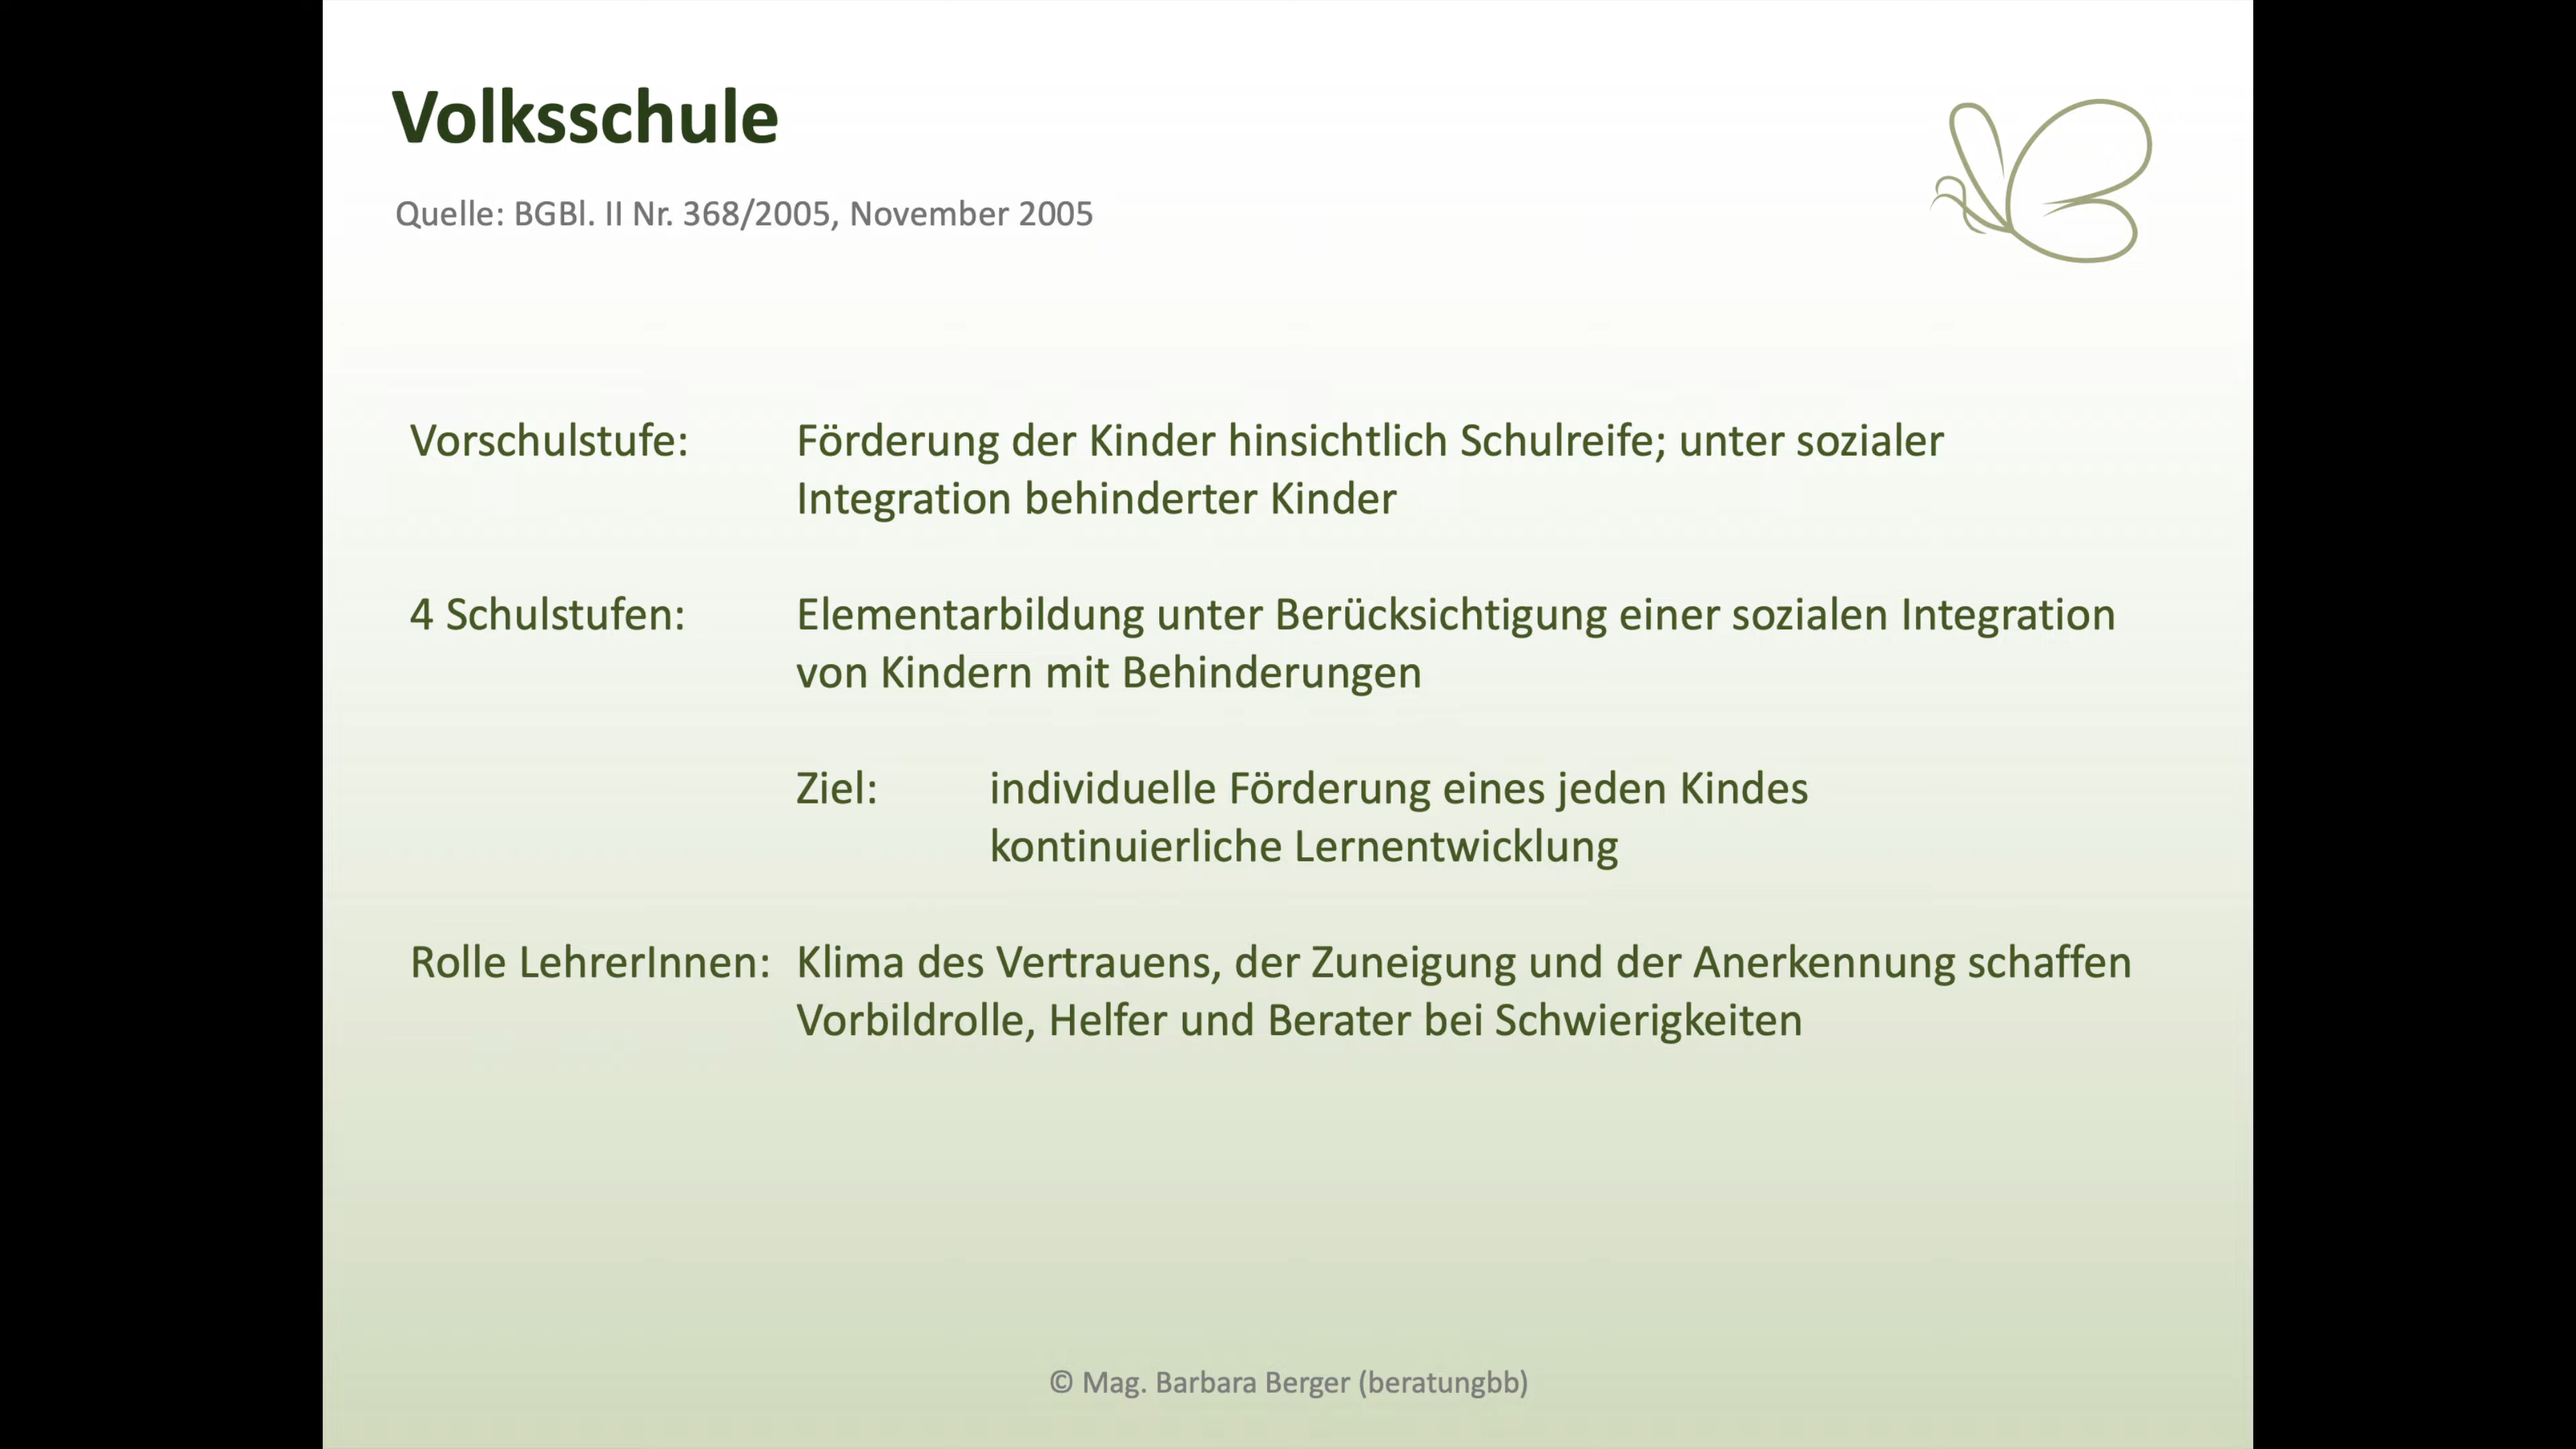 Volksschule
Quelle: BGBl. II Nr. 368/2005, November 2005
Vorschulstufe: Förderung der Kinder hinsichtlich Schulreife; unter sozialer
Integration behinderter Kinder
4 Schulstufen: Elementarbildung unter Berücksichtigung einer sozialen Integration
von Kindern mit Behinderungen
Ziel: individuelle Förderung eines jeden Kindes
kontinuierliche Lernentwicklung
Rolle LehrerInnen: Klima des Vertrauens, der Zuneigung und der Anerkennung schaffen
Vorbildrolle, Helfer und Berater bei Schwierigkeiten
© Mag. Barbara Berger (beratungbb)